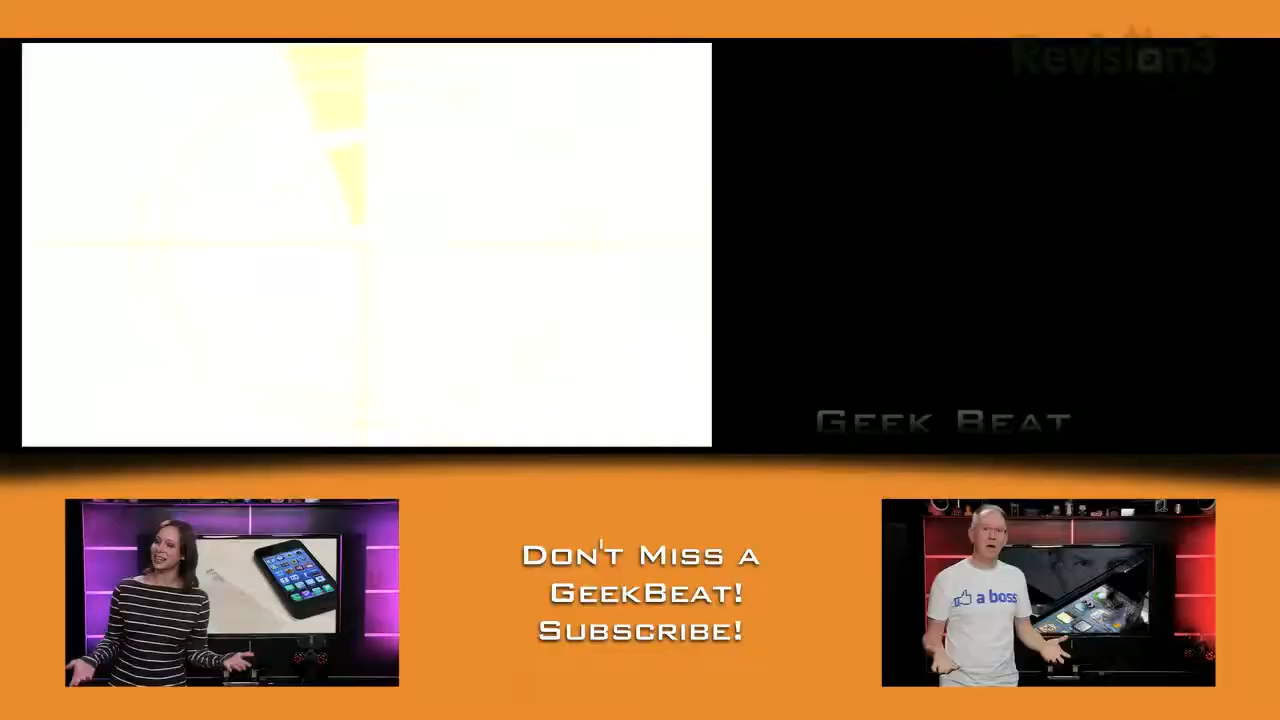 Revision3
GEEK BEAT
DON'T MISS A
GEEKBEAT!
SUBSCRIBE!
a boss